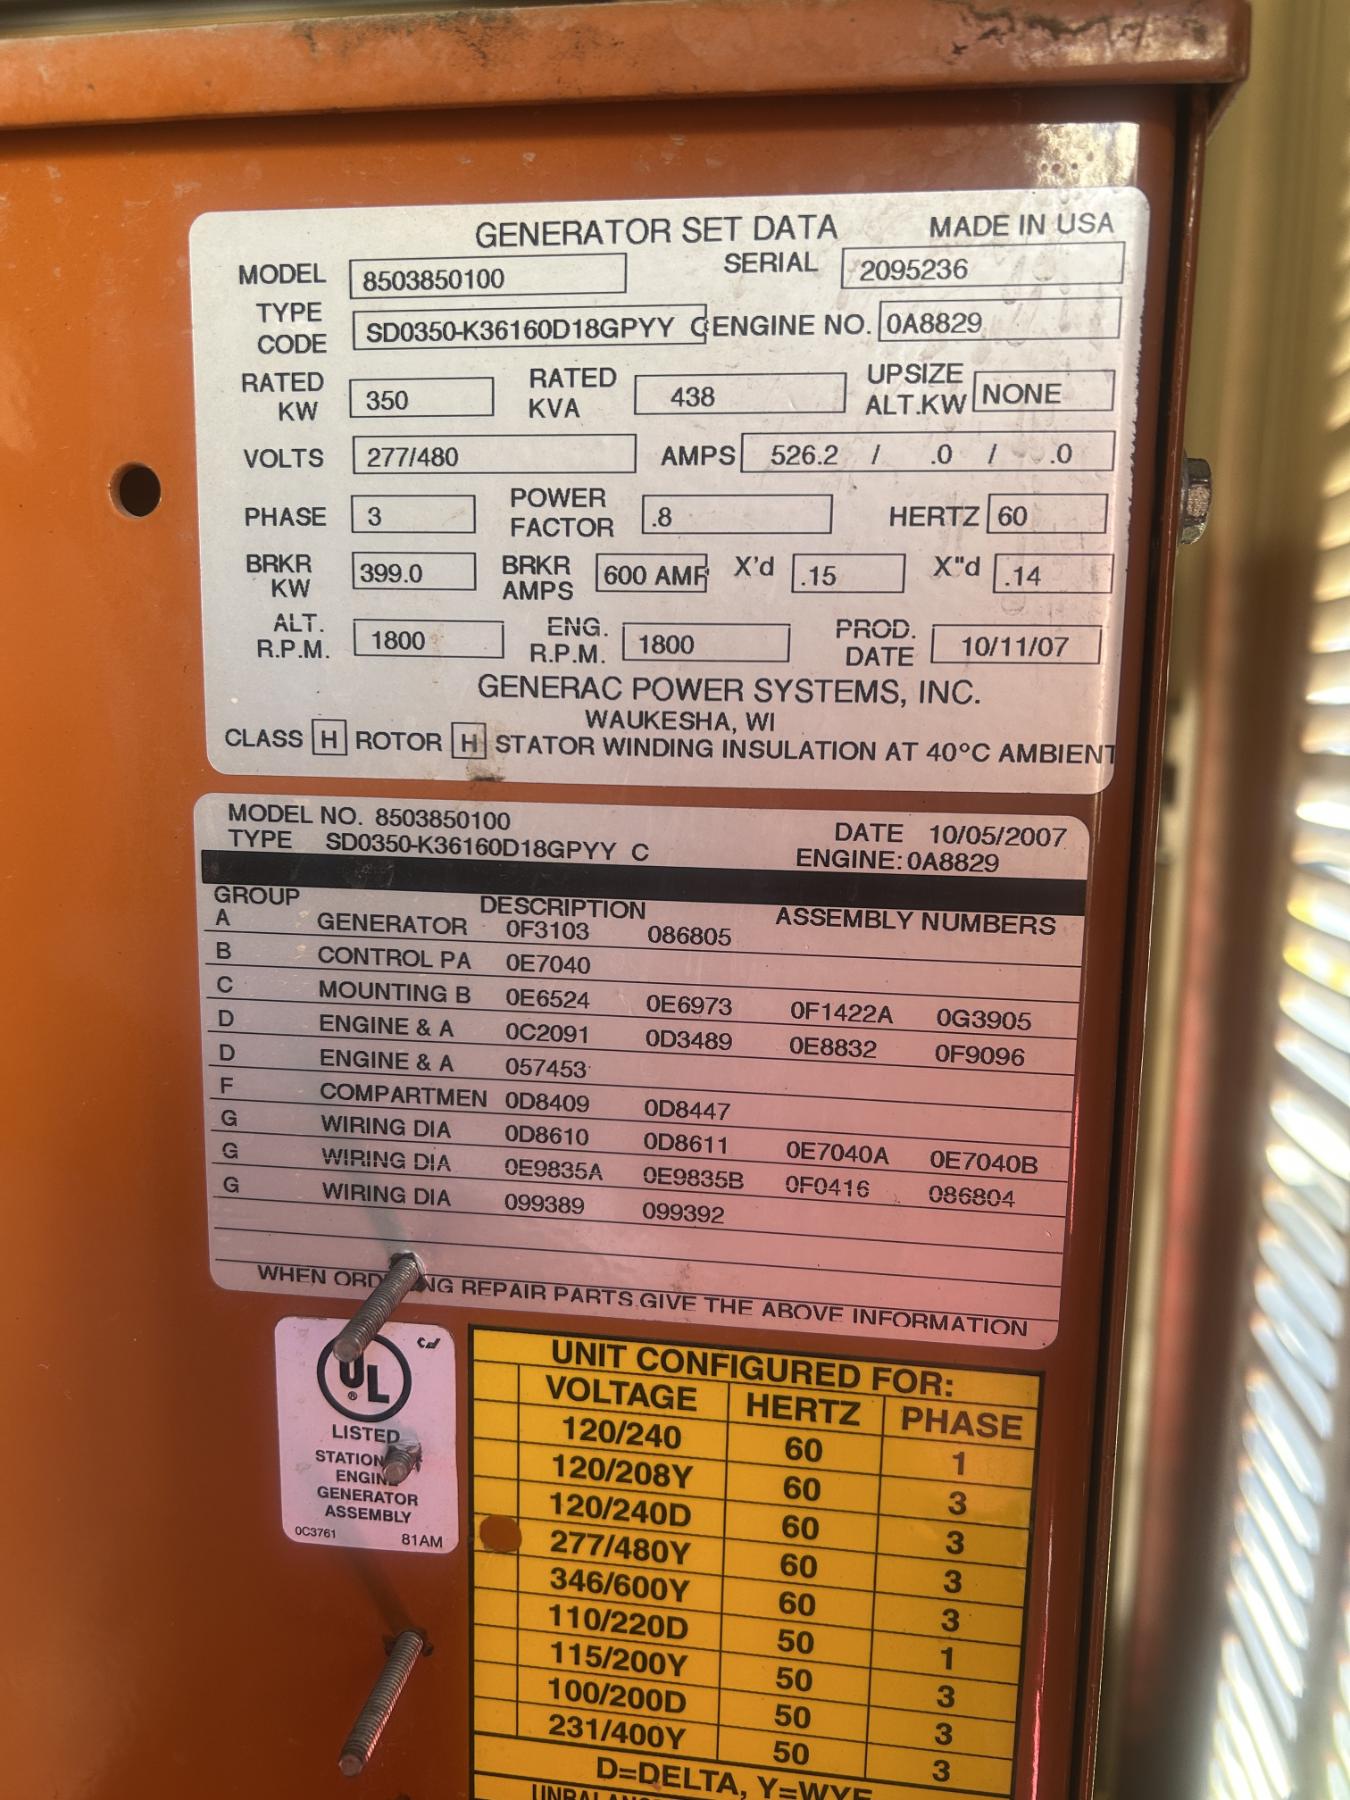 GENERATOR SET DATA MADE IN USA
MODEL 8503850100 SERIAL 2095236
TYPE CODE SD0350-K36160D18GPYY C ENGINE NO. 0A8829
RATED KW 350 RATED KVA 438 UPSIZE ALT.KW NONE
VOLTS 277/480 AMPS 526.2 / .0 / .0
PHASE 3 POWER FACTOR .8 HERTZ 60
BRKR KW 399.0 BRKR AMPS 600 AMP X'd .15 X"d .14
ALT. R.P.M. 1800 ENG. R.P.M. 1800 PROD. DATE 10/11/07
GENERAC POWER SYSTEMS, INC.
WAUKESHA, WI
CLASS H ROTOR H STATOR WINDING INSULATION AT 40°C AMBIENT
MODEL NO. 8503850100 DATE 10/05/2007
TYPE SD0350-K36160D18GPYY C ENGINE: 0A8829
GROUP DESCRIPTION ASSEMBLY NUMBERS
A GENERATOR 0F3103 086805
B CONTROL PA 0E7040
C MOUNTING B 0E6524 0E6973 0F1422A 0G3905
D ENGINE & A 0C2091 0D3489 0E8832 0F9096
D ENGINE & A 057453
F COMPARTMEN 0D8409 0D8447
G WIRING DIA 0D8610 0D8611 0E7040A 0E7040B
G WIRING DIA 0E9835A 0E9835B 0F0416 086804
G WIRING DIA 099389 099392
WHEN ORDERING REPAIR PARTS GIVE THE ABOVE INFORMATION
UL ®
LISTED
STATIONARY
ENGINE
GENERATOR
ASSEMBLY
0C3761 81AM
UNIT CONFIGURED FOR:
VOLTAGE HERTZ PHASE
120/240 60 1
120/208Y 60 3
120/240D 60 3
277/480Y 60 3
346/600Y 60 3
110/220D 50 1
115/200Y 50 3
100/200D 50 3
231/400Y 50 3
D=DELTA, Y=WYE